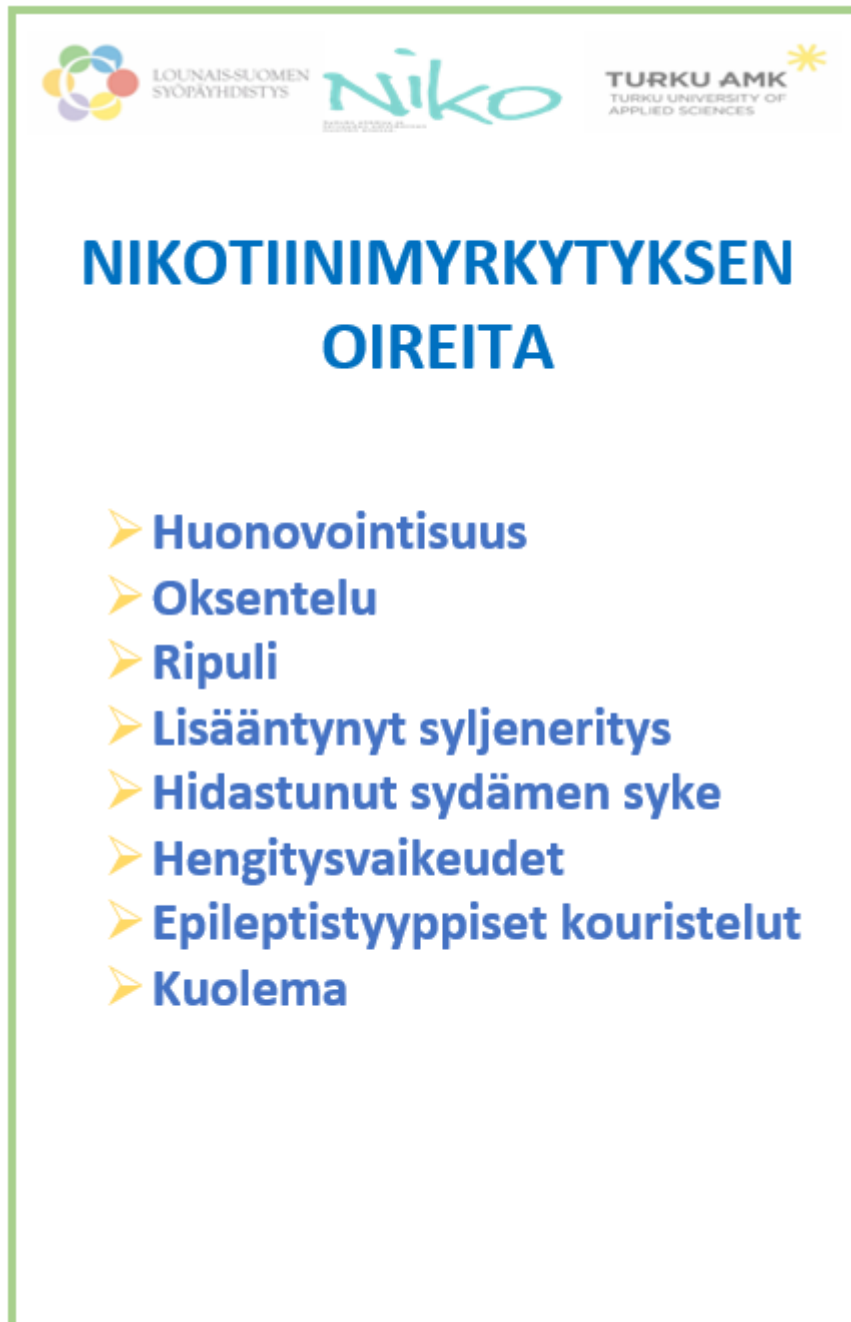 LOUNAIS-SUOMEN
SYÖPÄYHDISTYS
Niko
TURKU AMK
TURKU UNIVERSITY OF
APPLIED SCIENCES
NIKOTIINIMYRKYTYKSEN
OIREITA
Huonovointisuus
Oksentelu
Ripuli
Lisääntynyt syljeneritys
Hidastunut sydämen syke
Hengitysvaikeudet
Epileptistyyppiset kouristelut
Kuolema